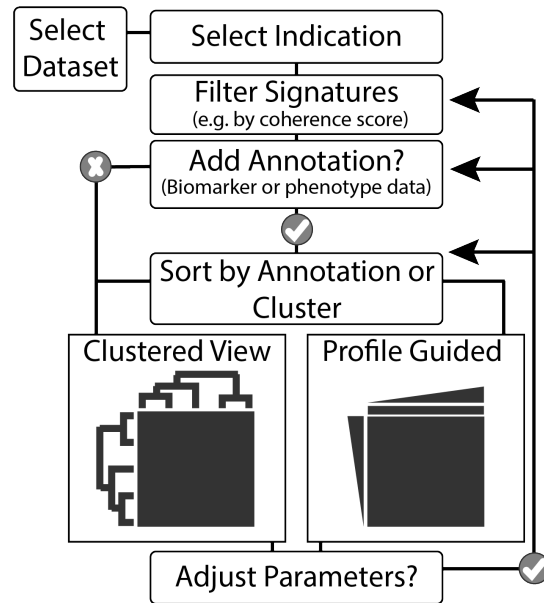 Select
Dataset
Select Indication
Filter Signatures
(e.g. by coherence score)
Add Annotation?
(Biomarker or phenotype data)
Sort by Annotation or
Cluster
Clustered View
Profile Guided
Adjust Parameters?